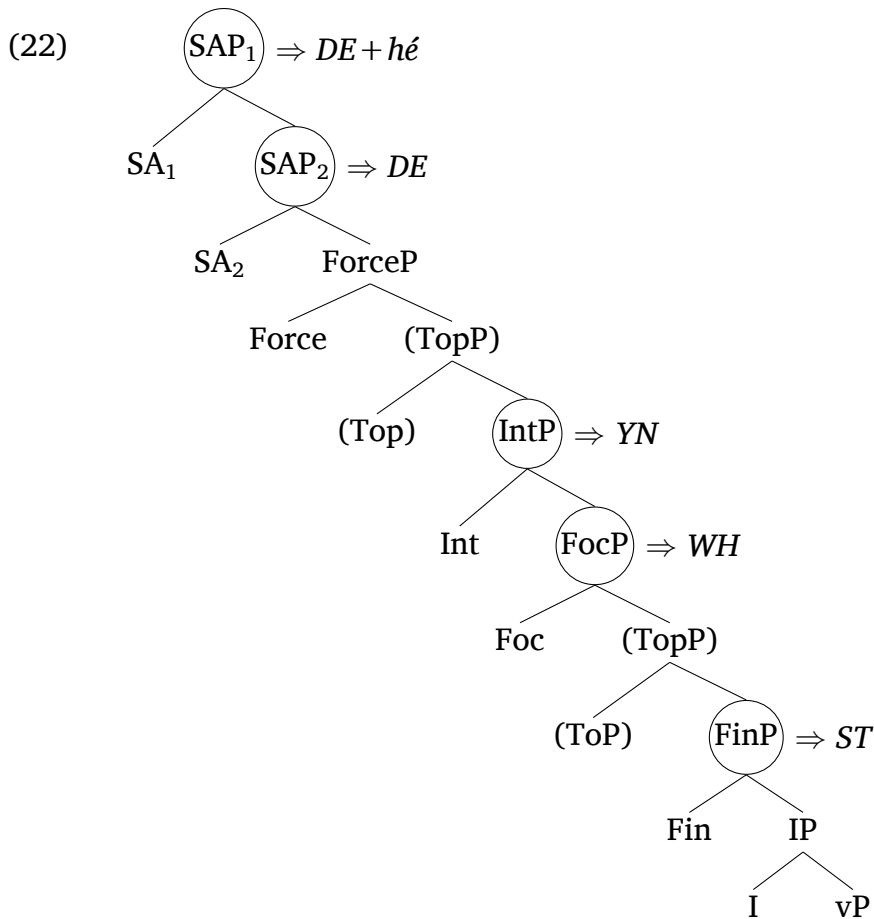 (22) SAP₁ ⇒ DE + hé
SA₁ SAP₂ ⇒ DE
SA₂ ForceP
Force (TopP)
(Top) IntP ⇒ YN
Int FocP ⇒ WH
Foc (TopP)
(ToP) FinP ⇒ ST
Fin IP
I vP